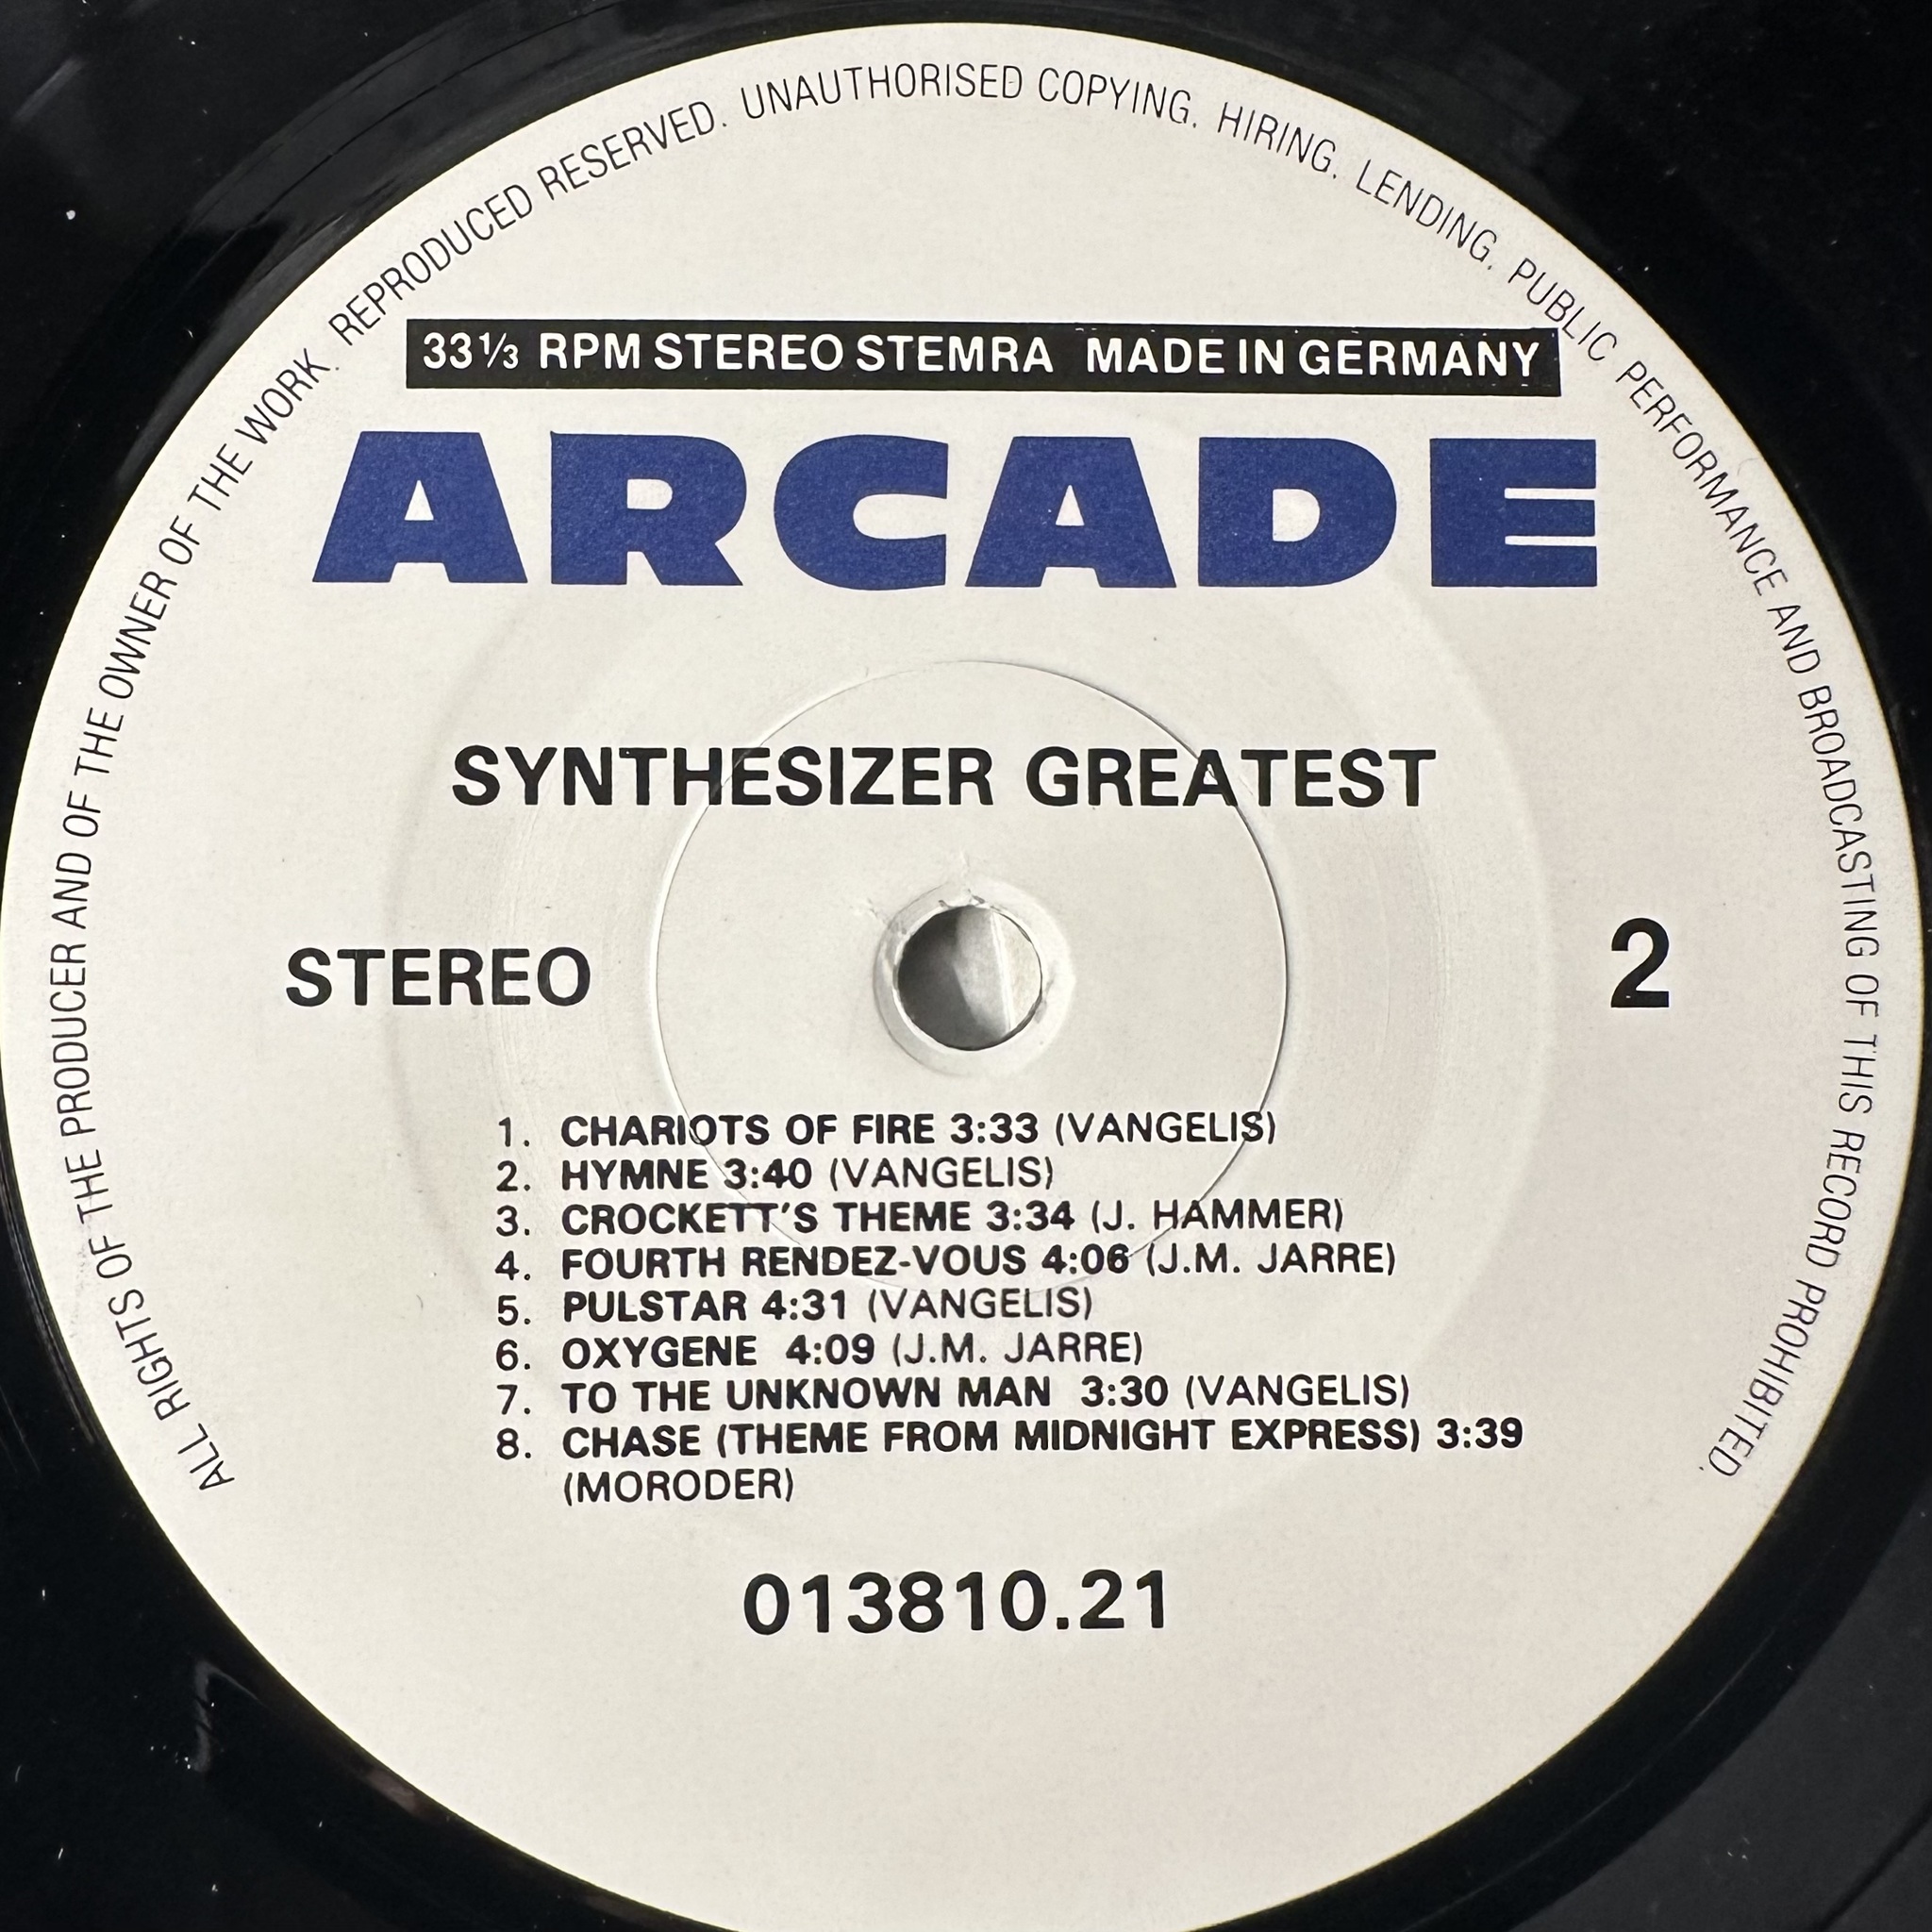 ALL RIGHTS OF THE PRODUCER AND OF THE OWNER OF THE WORK. REPRODUCED RESERVED. UNAUTHORISED COPYING. HIRING. LENDING. PUBLIC PERFORMANCE AND BROADCASTING OF THIS RECORD PROHIBITED.
33⅓ RPM STEREO STEMRA MADE IN GERMANY
ARCADE
SYNTHESIZER GREATEST
STEREO
2
1. CHARIOTS OF FIRE 3:33 (VANGELIS)
2. HYMNE 3:40 (VANGELIS)
3. CROCKETT'S THEME 3:34 (J. HAMMER)
4. FOURTH RENDEZ-VOUS 4:06 (J.M. JARRE)
5. PULSTAR 4:31 (VANGELIS)
6. OXYGENE 4:09 (J.M. JARRE)
7. TO THE UNKNOWN MAN 3:30 (VANGELIS)
8. CHASE (THEME FROM MIDNIGHT EXPRESS) 3:39
(MORODER)
013810.21